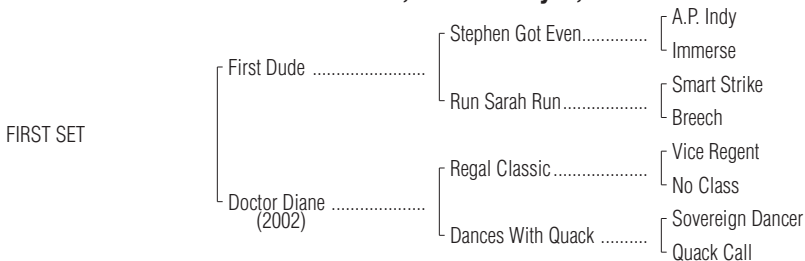 A.P. Indy
Stephen Got Even..............
Immerse
First Dude ........................
Smart Strike
Run Sarah Run..................
Breech
FIRST SET
Vice Regent
Regal Classic....................
No Class
Doctor Diane ....................
(2002)
Sovereign Dancer
Dances With Quack ..........
Quack Call